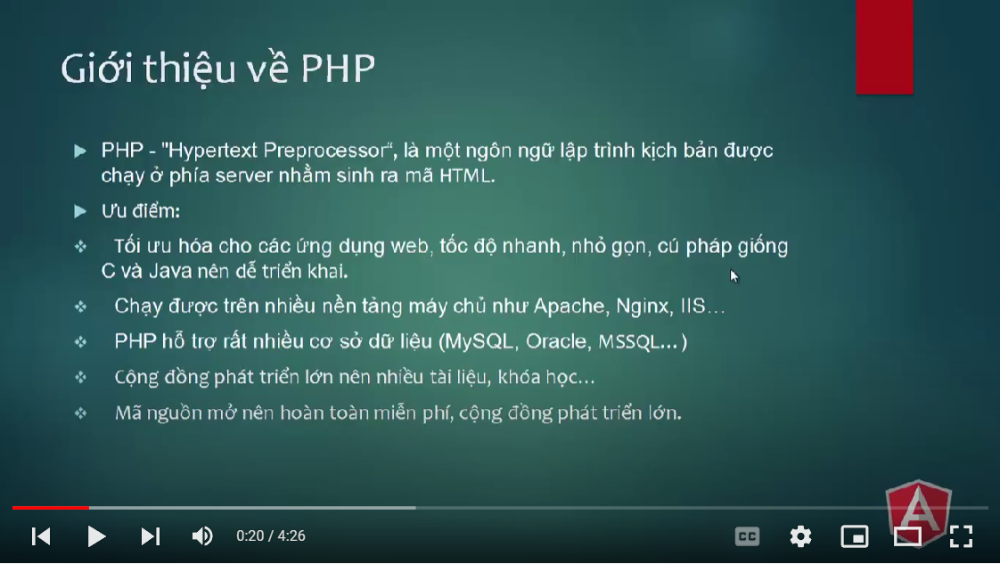 Giới thiệu về PHP
PHP - "Hypertext Preprocessor“, là một ngôn ngữ lập trình kịch bản được
chạy ở phía server nhằm sinh ra mã HTML.
Ưu điểm:
Tối ưu hóa cho các ứng dụng web, tốc độ nhanh, nhỏ gọn, cú pháp giống
C và Java nên dễ triển khai.
Chạy được trên nhiều nền tảng máy chủ như Apache, Nginx, IIS…
PHP hỗ trợ rất nhiều cơ sở dữ liệu (MySQL, Oracle, MSSQL…)
Cộng đồng phát triển lớn nên nhiều tài liệu, khóa học…
Mã nguồn mở nên hoàn toàn miễn phí, cộng đồng phát triển lớn.
A
0:20 / 4:26
CC